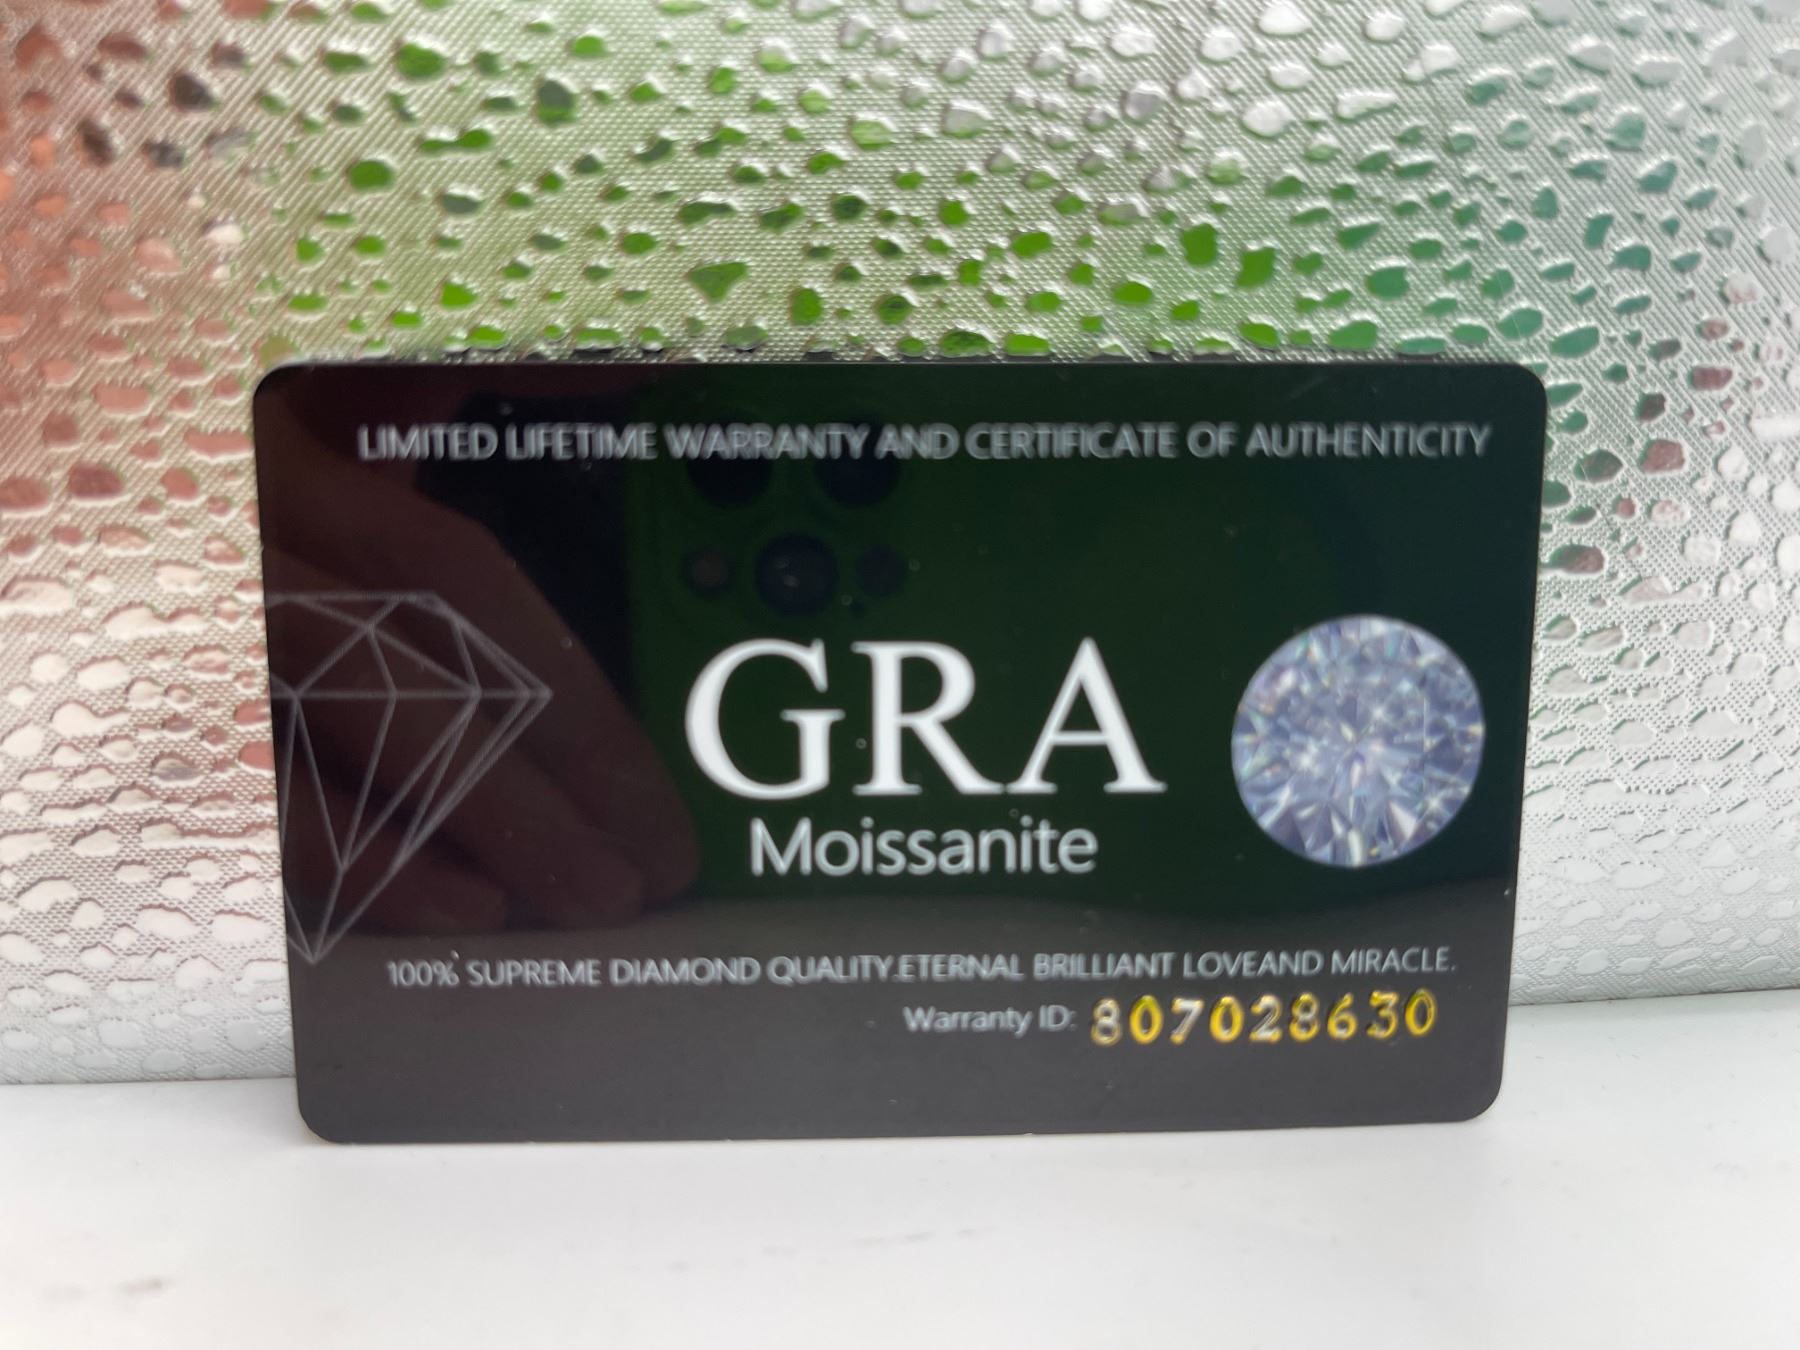 LIMITED LIFETIME WARRANTY AND CERTIFICATE OF AUTHENTICITY
GRA
Moissanite
100% SUPREME DIAMOND QUALITY.ETERNAL BRILLIANT LOVEAND MIRACLE.
Warranty ID: 807028630